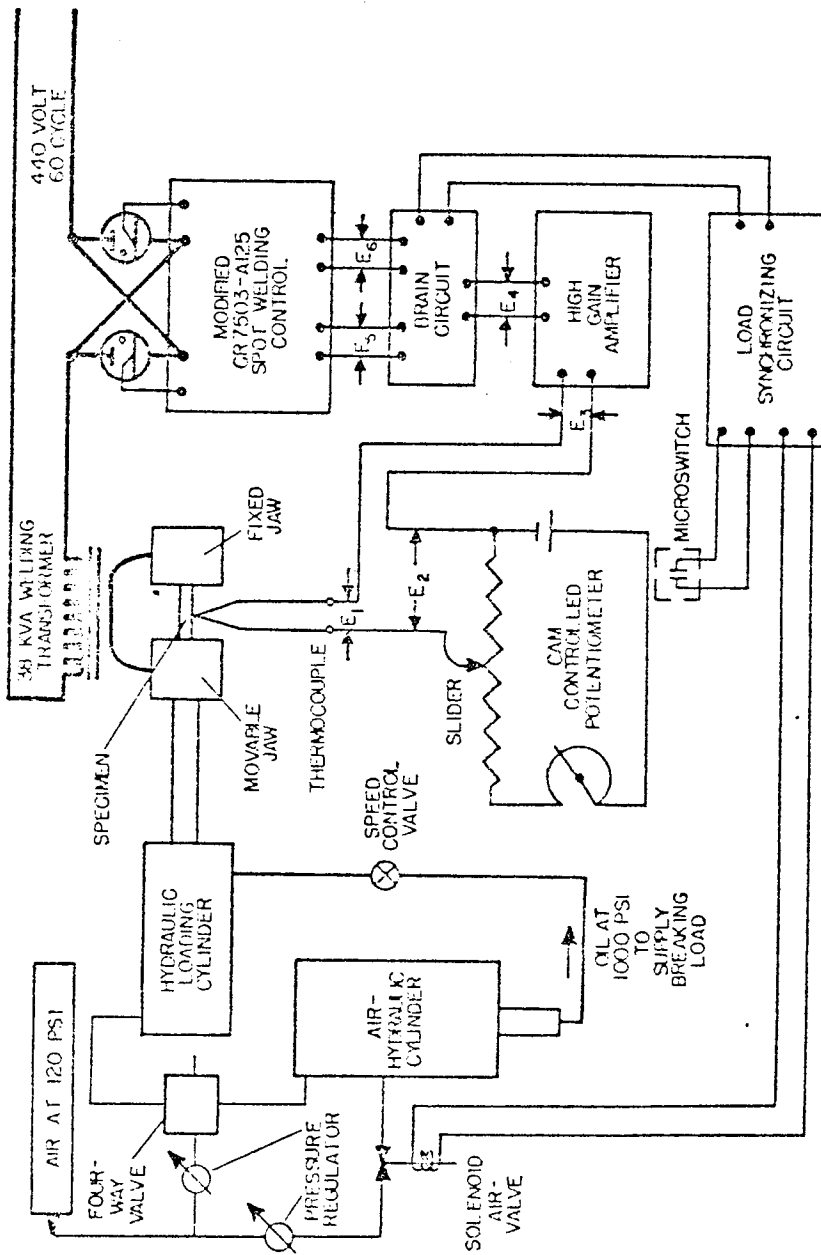 AIR AT 120 PSI
FOUR-
WAY
VALVE
PRESSURE
REGULATOR
SOLENOID
AIR-
VALVE
HYDRAULIC
LOADING
CYLINDER
AIR-
HYDRAULIC
CYLINDER
SPEED
CONTROL
VALVE
OIL AT
1000 PSI
TO
SUPPLY
BREAKING
LOAD
38 KVA WELDING
TRANSFORMER
440 VOLT
60 CYCLE
SPECIMEN
MOVABLE
JAW
FIXED
JAW
THERMOCOUPLE
E1
E2
SLIDER
CAM
CONTROLLED
POTENTIOMETER
MICROSWITCH
MODIFIED
CR7503-A125
SPOT WELDING
CONTROL
E5
E6
BRAIN
CIRCUIT
E4
HIGH
GAIN
AMPLIFIER
E3
LOAD
SYNCHRONIZING
CIRCUIT